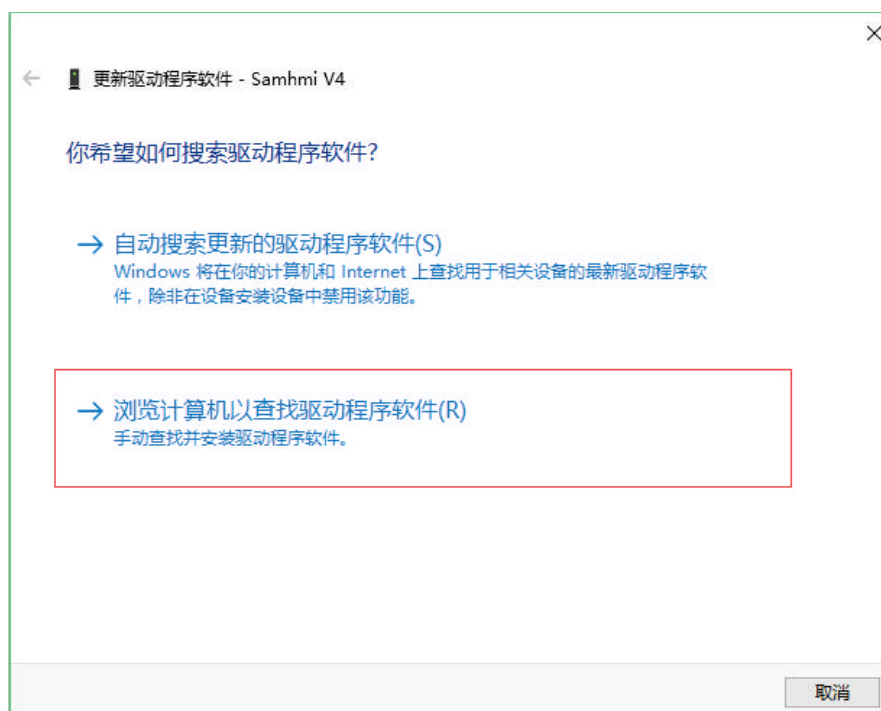 更新驱动程序软件 - Samhmi V4
你希望如何搜索驱动程序软件?
自动搜索更新的驱动程序软件(S)
Windows 将在你的计算机和 Internet 上查找用于相关设备的最新驱动程序软
件，除非在设备安装设备中禁用该功能。
浏览计算机以查找驱动程序软件(R)
手动查找并安装驱动程序软件。
取消